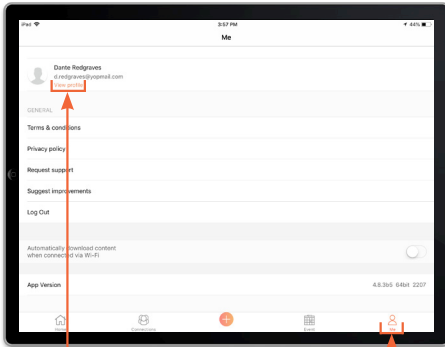 iPad 3:57 PM 44%
Me
Dante Redgraves
d.redgraves@yopmail.com
View profile
GENERAL
Terms & conditions
Privacy policy
Request support
Suggest improvements
Log Out
Automatically download content
when connected via Wi-Fi
App Version 4.8.3b5 64bit 2207
Home Connections Event Me